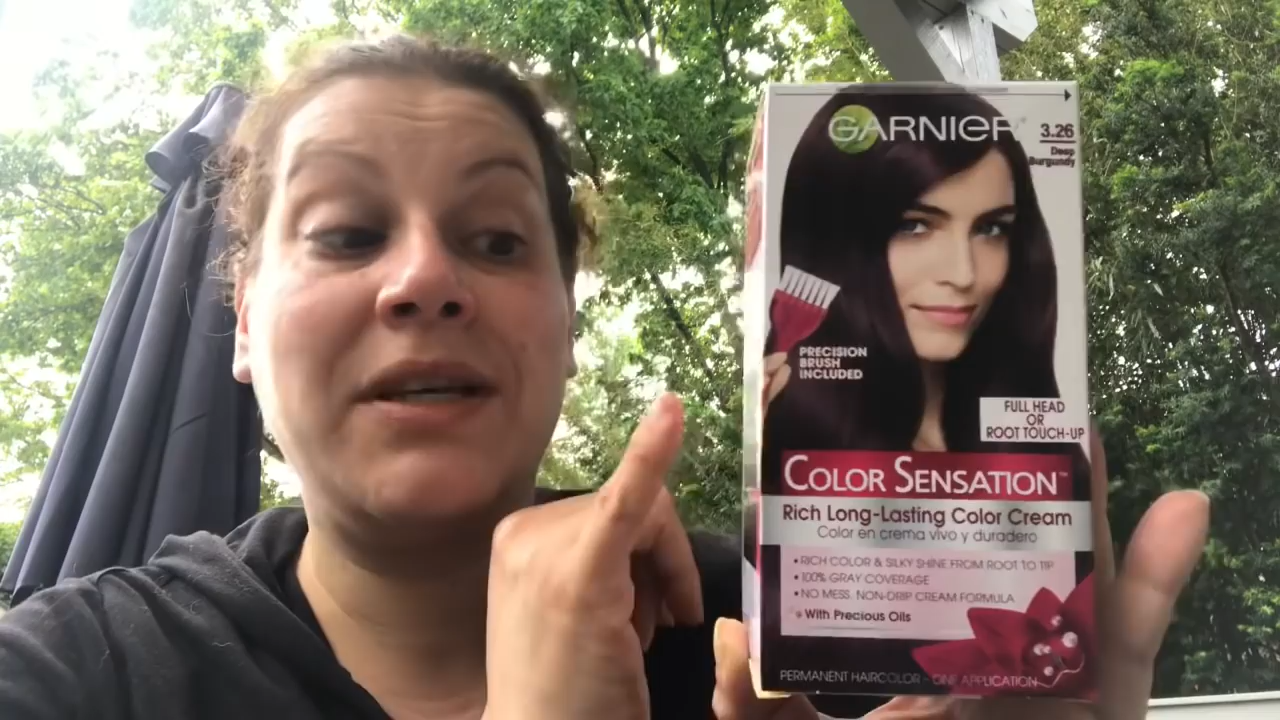 GARNIER
3.26
Deep
Burgundy
PRECISION
BRUSH
INCLUDED
FULL HEAD
OR
ROOT TOUCH-UP
COLOR SENSATION™
Rich Long-Lasting Color Cream
Color en crema vivo y duradero
• RICH COLOR & SILKY SHINE FROM ROOT TO TIP
• 100% GRAY COVERAGE
• NO MESS, NON-DRIP CREAM FORMULA
• With Precious Oils
PERMANENT HAIRCOLOR - ONE APPLICATION